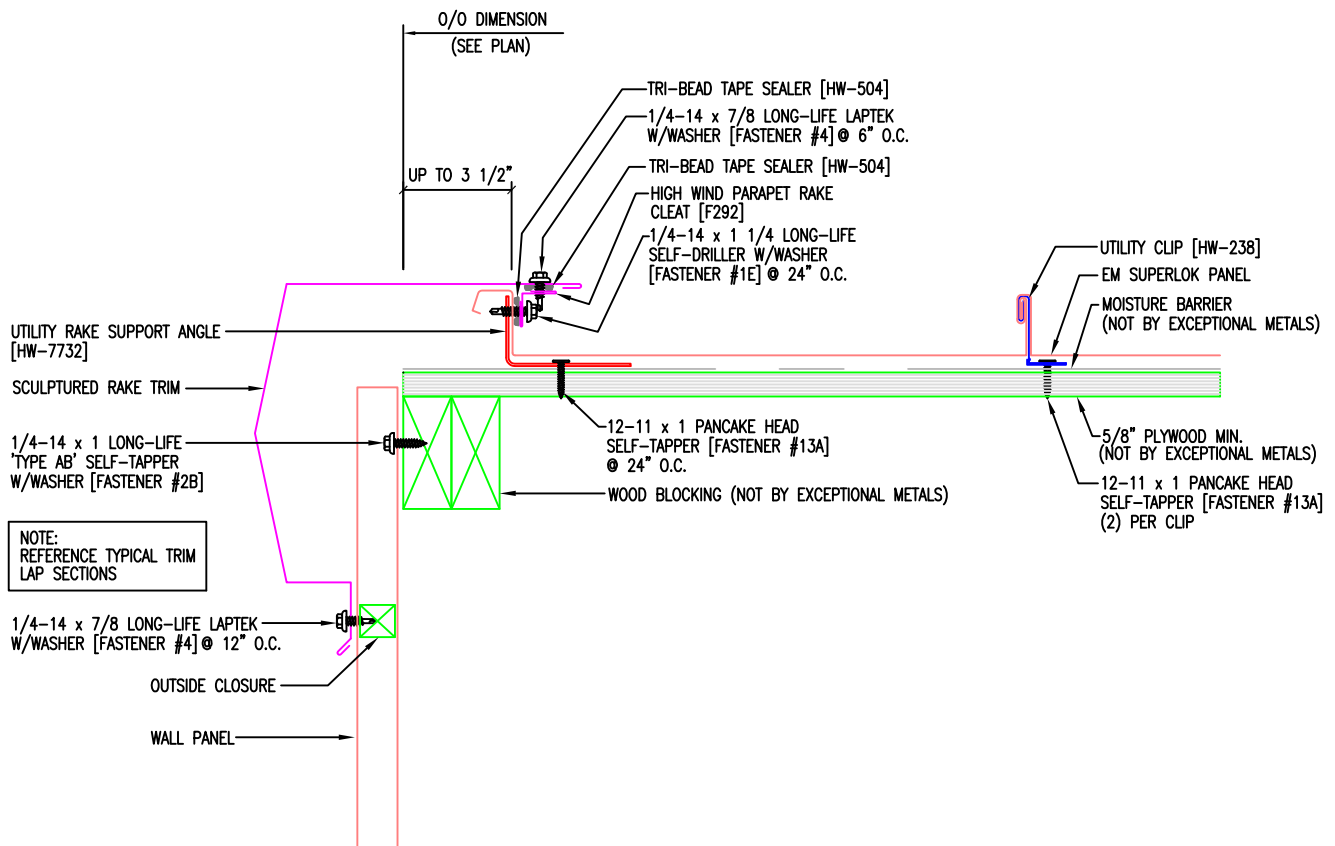 O/O DIMENSION
(SEE PLAN)
UP TO 3 1/2"
TRI-BEAD TAPE SEALER [HW-504]
1/4-14 x 7/8 LONG-LIFE LAPTEK
W/WASHER [FASTENER #4] @ 6" O.C.
TRI-BEAD TAPE SEALER [HW-504]
HIGH WIND PARAPET RAKE
CLEAT [F292]
1/4-14 x 1 1/4 LONG-LIFE
SELF-DRILLER W/WASHER
[FASTENER #1E] @ 24" O.C.
UTILITY CLIP [HW-238]
EM SUPERLOK PANEL
MOISTURE BARRIER
(NOT BY EXCEPTIONAL METALS)
UTILITY RAKE SUPPORT ANGLE
[HW-7732]
SCULPTURED RAKE TRIM
1/4-14 x 1 LONG-LIFE
'TYPE AB' SELF-TAPPER
W/WASHER [FASTENER #2B]
12-11 x 1 PANCAKE HEAD
SELF-TAPPER [FASTENER #13A]
@ 24" O.C.
WOOD BLOCKING (NOT BY EXCEPTIONAL METALS)
5/8" PLYWOOD MIN.
(NOT BY EXCEPTIONAL METALS)
12-11 x 1 PANCAKE HEAD
SELF-TAPPER [FASTENER #13A]
(2) PER CLIP
NOTE:
REFERENCE TYPICAL TRIM
LAP SECTIONS
1/4-14 x 7/8 LONG-LIFE LAPTEK
W/WASHER [FASTENER #4] @ 12" O.C.
OUTSIDE CLOSURE
WALL PANEL